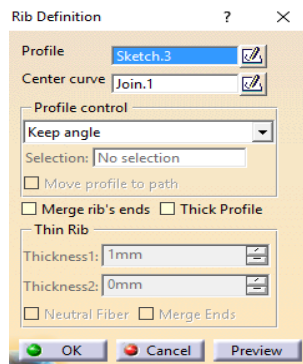 Rib Definition ? ×
Profile Sketch.3
Center curve Join.1
Profile control
Keep angle
Selection: No selection
Move profile to path
Merge rib's ends Thick Profile
Thin Rib
Thickness1: 1mm
Thickness2: 0mm
Neutral Fiber Merge Ends
OK Cancel Preview